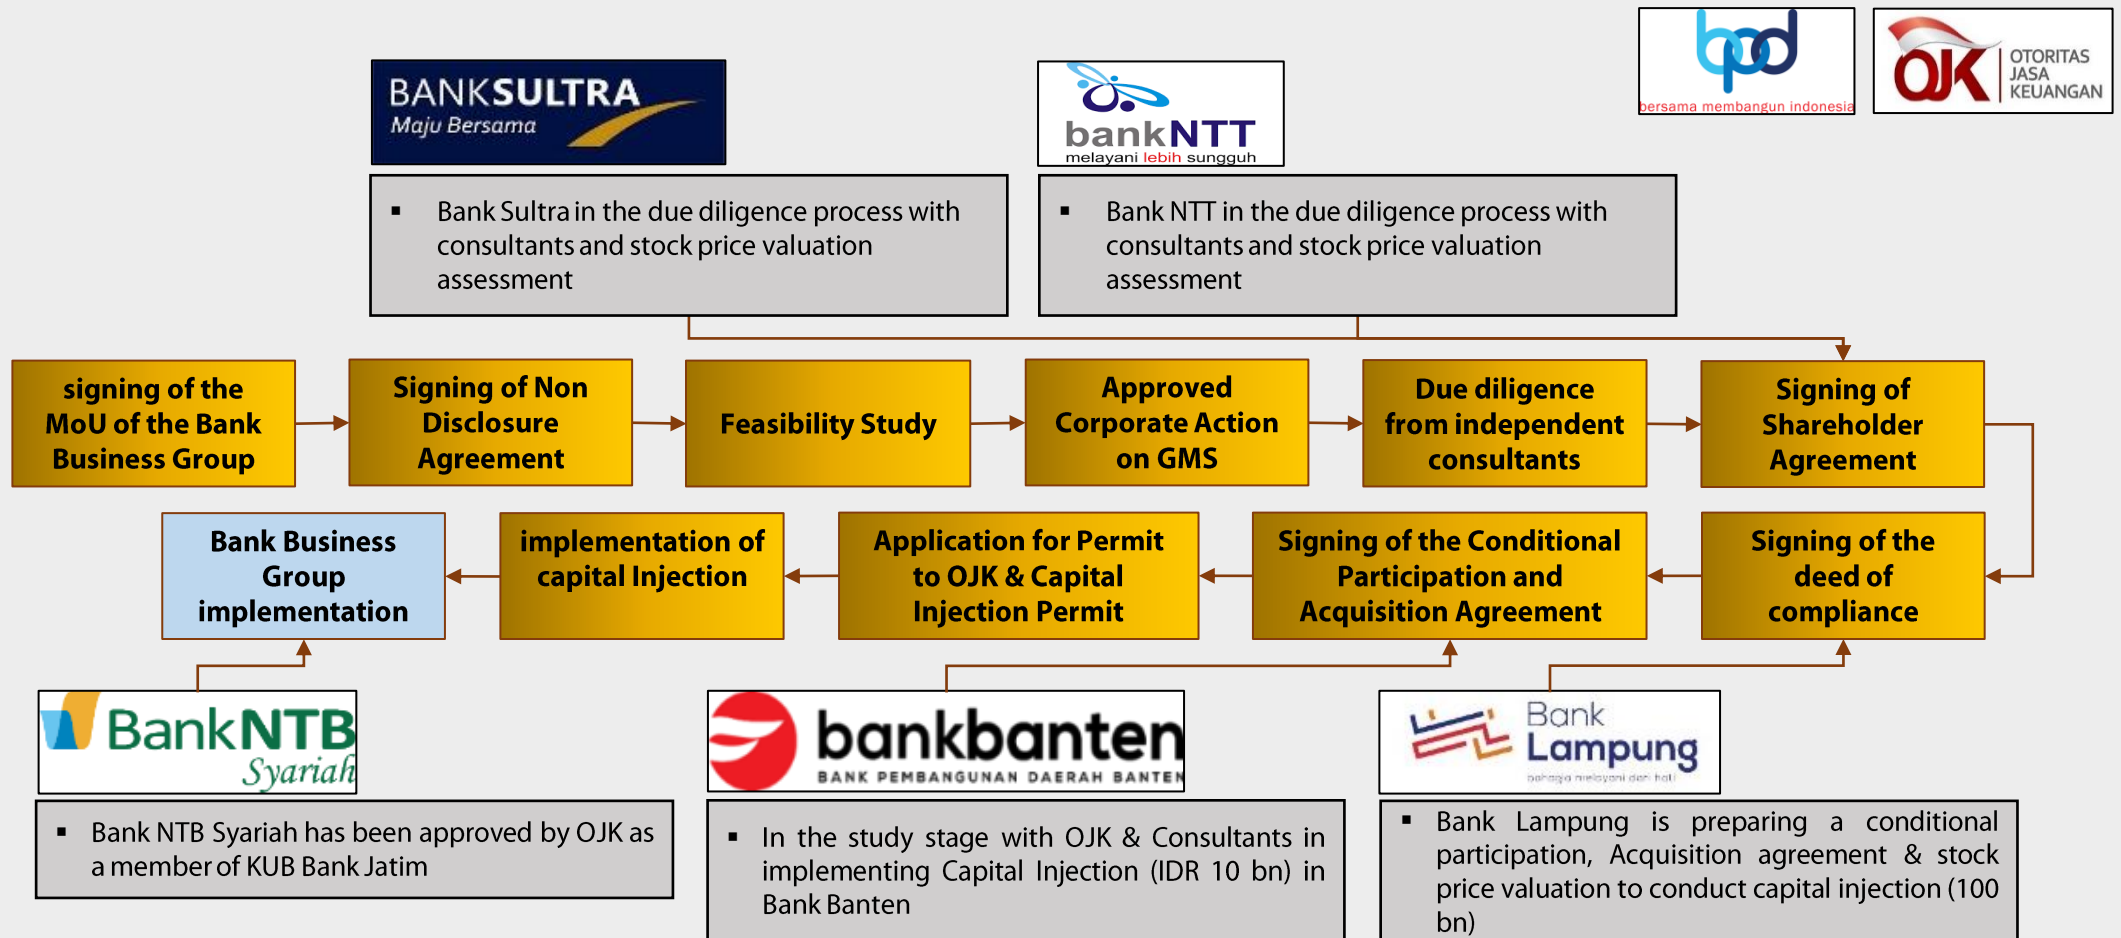 bpd
bersama membangun indonesia
OJK
OTORITAS
JASA
KEUANGAN
BANKSULTRA
Maju Bersama
bankNTT
melayani lebih sungguh
▪ Bank Sultra in the due diligence process with
consultants and stock price valuation
assessment
▪ Bank NTT in the due diligence process with
consultants and stock price valuation
assessment
signing of the
MoU of the Bank
Business Group
Signing of Non
Disclosure
Agreement
Feasibility Study
Approved
Corporate Action
on GMS
Due diligence
from independent
consultants
Signing of
Shareholder
Agreement
Bank Business
Group
implementation
implementation of
capital Injection
Application for Permit
to OJK & Capital
Injection Permit
Signing of the Conditional
Participation and
Acquisition Agreement
Signing of the
deed of
compliance
BankNTB
Syariah
bankbanten
BANK PEMBANGUNAN DAERAH BANTEN
Bank
Lampung
bahagia melayani dari hati
▪ Bank NTB Syariah has been approved by OJK as
a member of KUB Bank Jatim
▪ In the study stage with OJK & Consultants in
implementing Capital Injection (IDR 10 bn) in
Bank Banten
▪ Bank Lampung is preparing a conditional
participation, Acquisition agreement & stock
price valuation to conduct capital injection (100
bn)